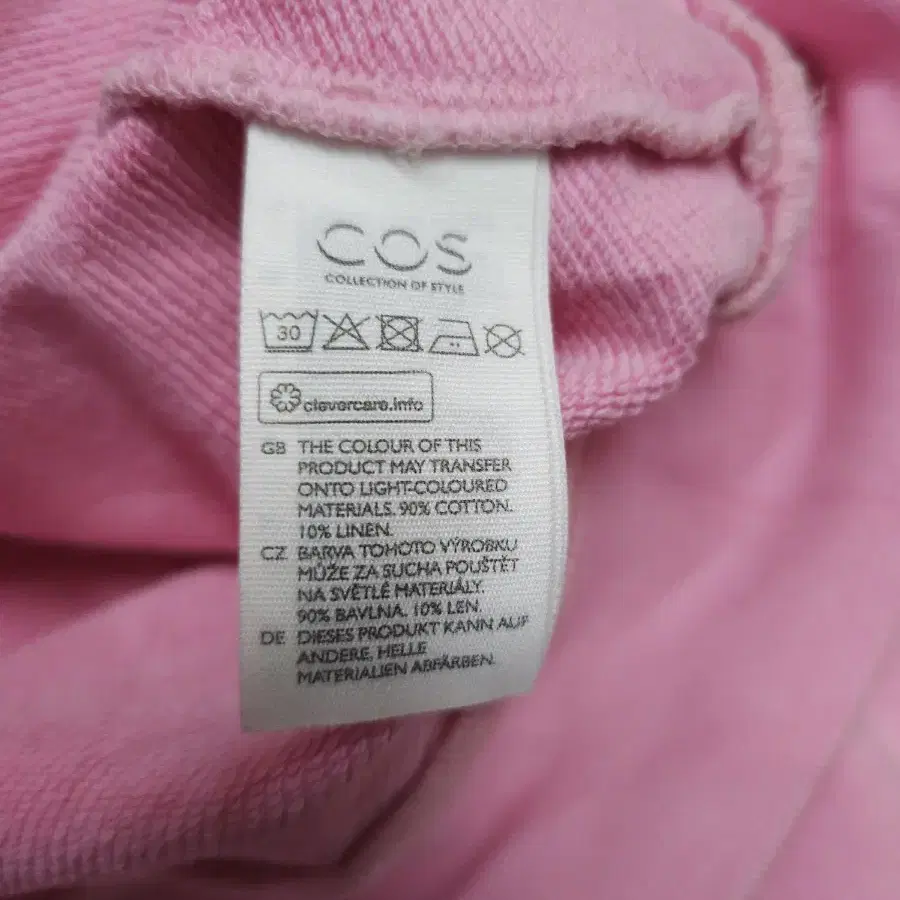 COS
COLLECTION OF STYLE
30
clevercare.info
GB THE COLOUR OF THIS
PRODUCT MAY TRANSFER
ONTO LIGHT-COLOURED
MATERIALS. 90% COTTON.
10% LINEN.
CZ BARVA TOHOTO VÝROBKU
MŮŽE ZA SUCHA POUŠTĚT
NA SVĚTLÉ MATERIÁLY.
90% BAVLNA, 10% LEN.
DE DIESES PRODUKT KANN AUF
ANDERE, HELLE
MATERIALIEN ABFÄRBEN.